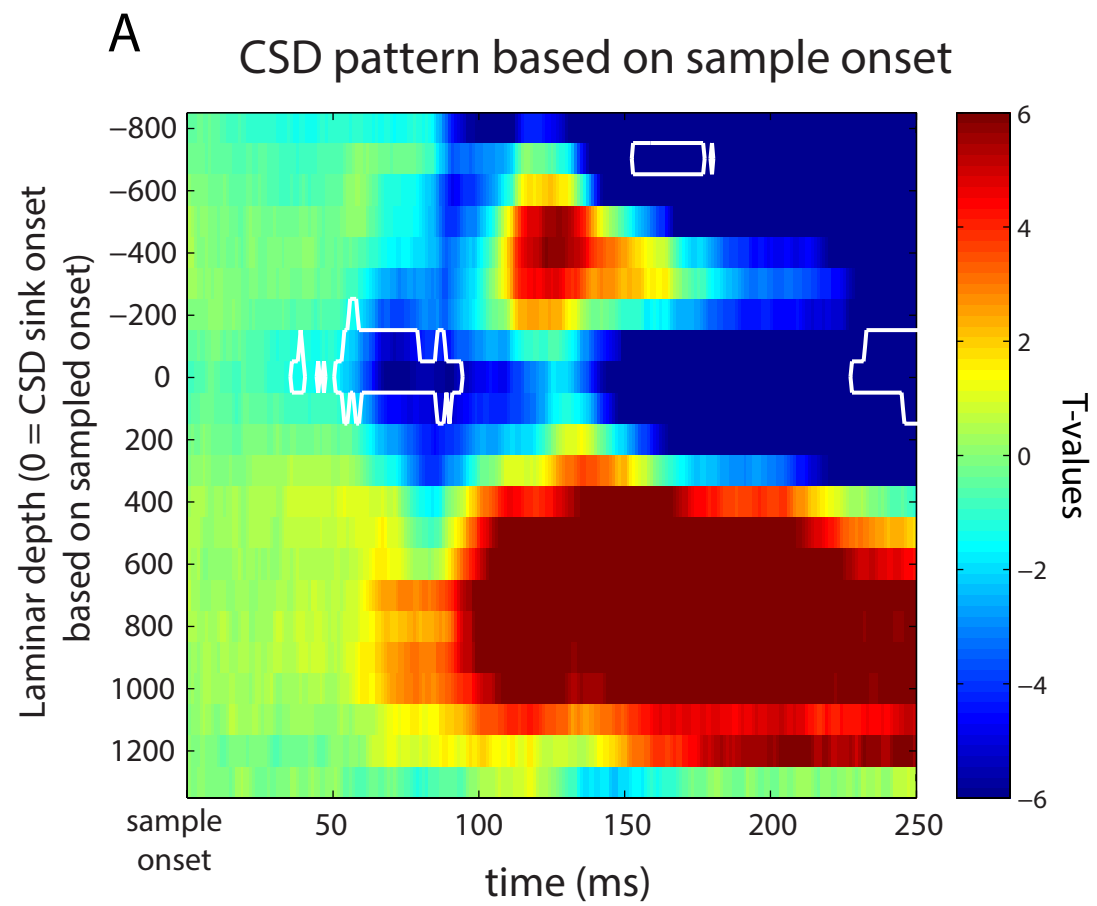 A
CSD pattern based on sample onset
Laminar depth (0 = CSD sink onset
based on sampled onset)
−800
−600
−400
−200
0
200
400
600
800
1000
1200
sample
onset
50
100
150
200
250
time (ms)
6
4
2
0
−2
−4
−6
T-values